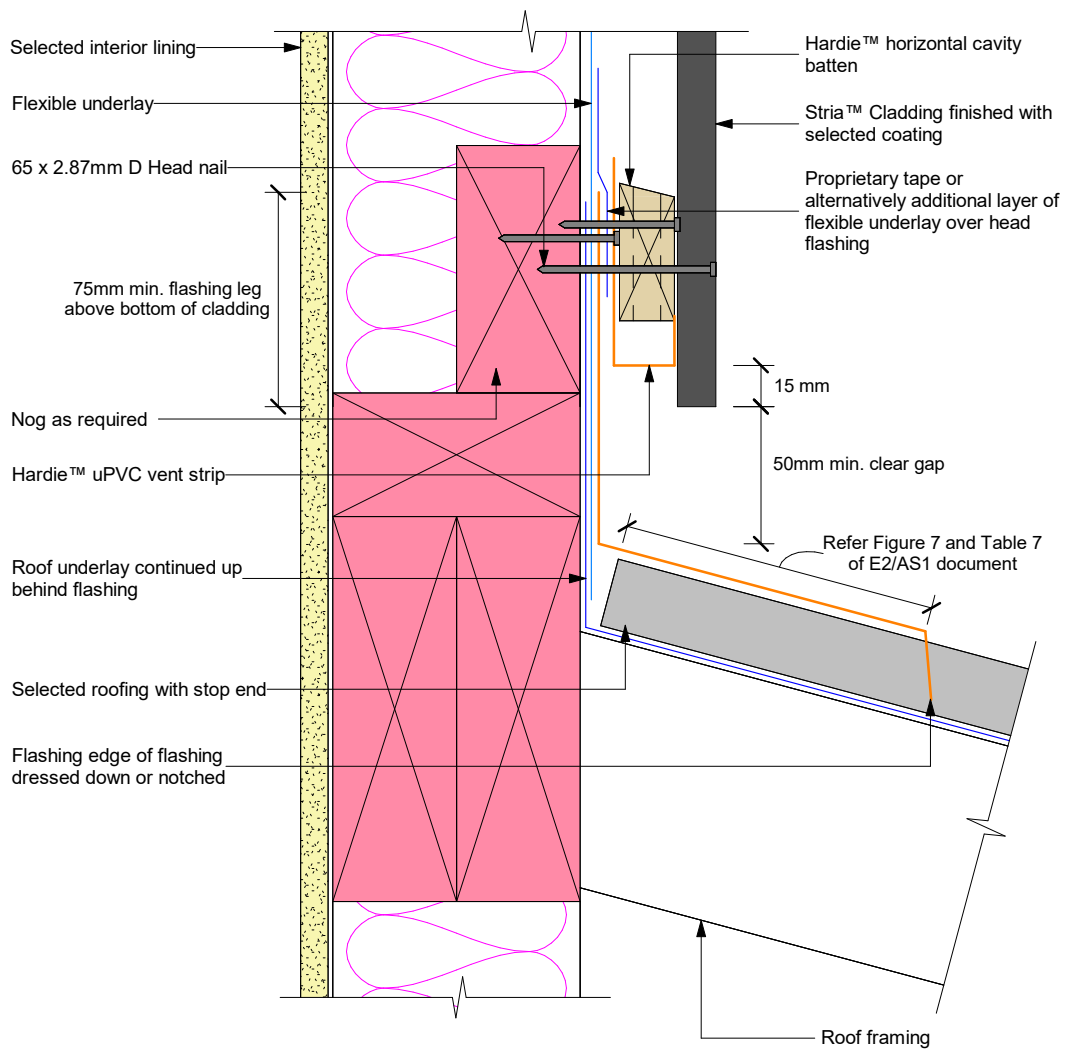 Selected interior lining
Flexible underlay
65 x 2.87mm D Head nail
75mm min. flashing leg
above bottom of cladding
Nog as required
Hardie™ uPVC vent strip
Roof underlay continued up
behind flashing
Selected roofing with stop end
Flashing edge of flashing
dressed down or notched
Hardie™ horizontal cavity
batten
Stria™ Cladding finished with
selected coating
Proprietary tape or
alternatively additional layer of
flexible underlay over head
flashing
15 mm
50mm min. clear gap
Refer Figure 7 and Table 7
of E2/AS1 document
Roof framing